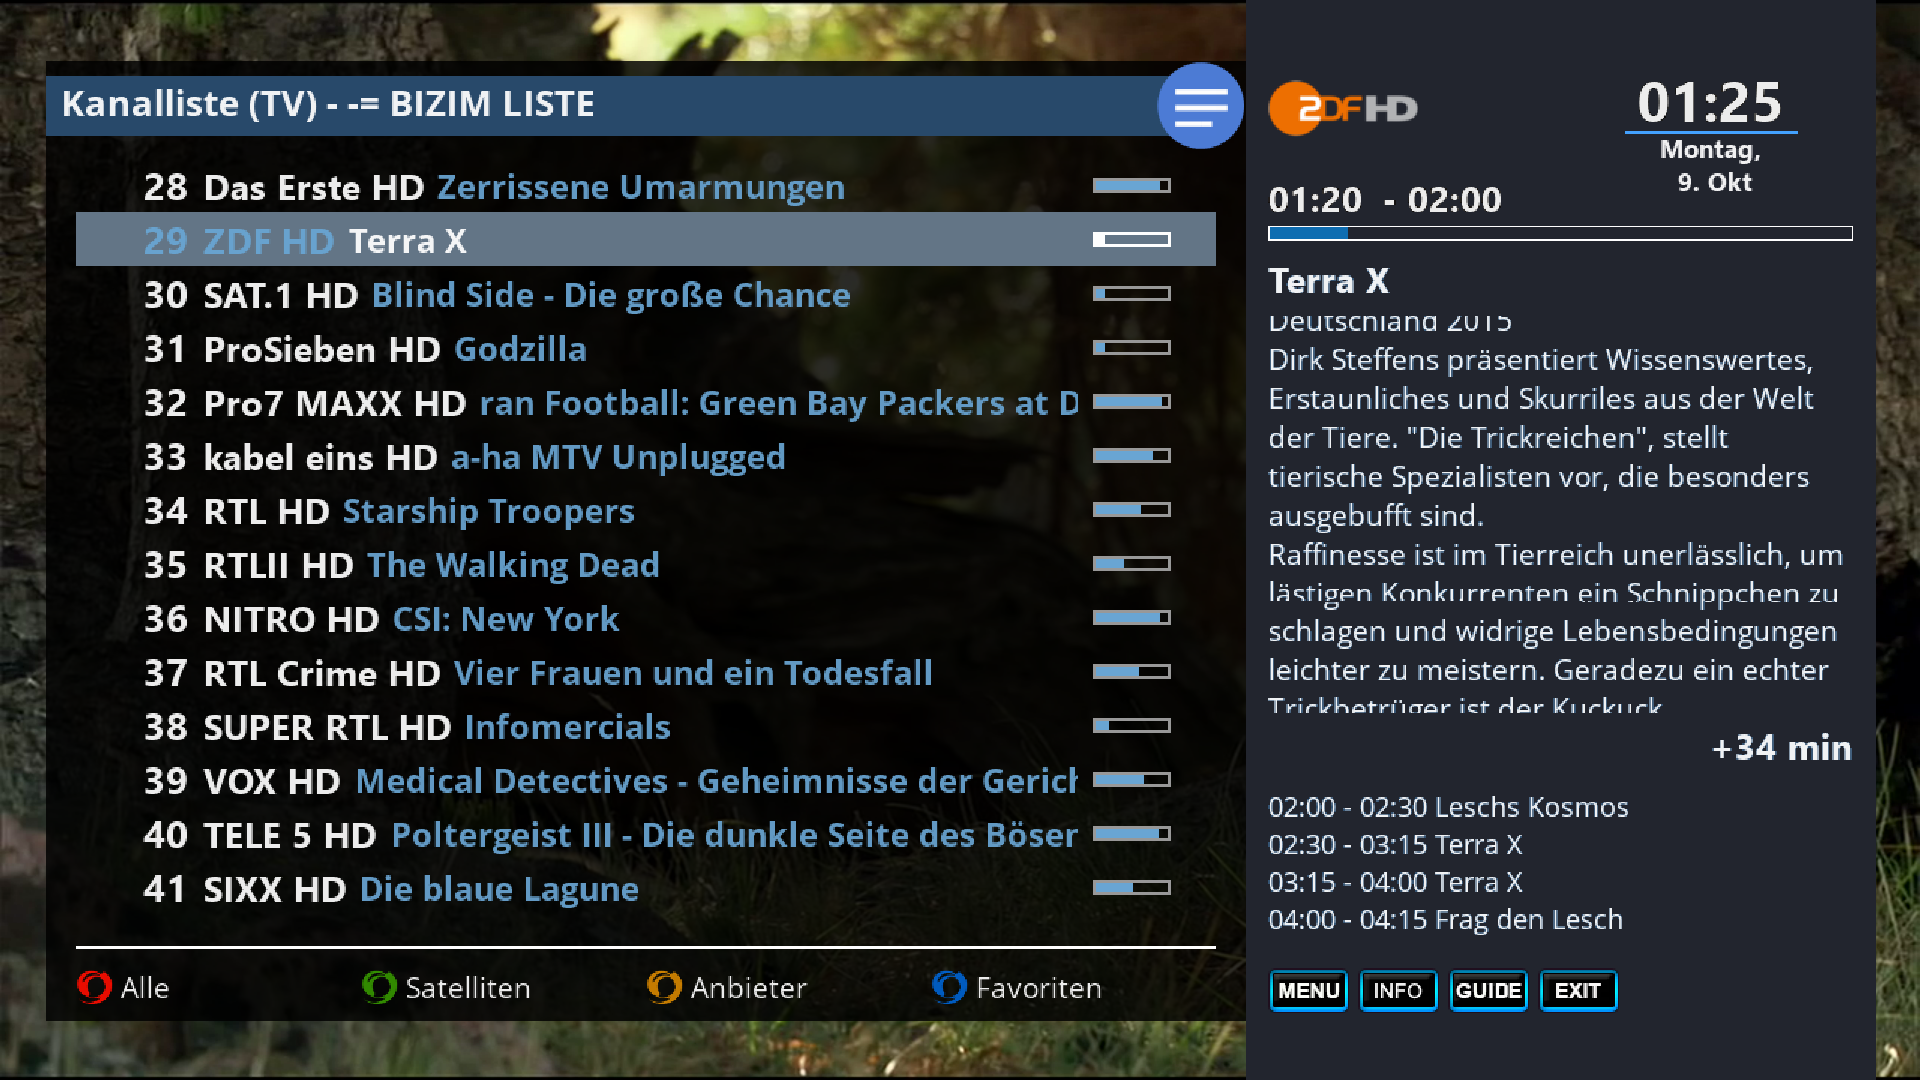 Kanalliste (TV) - -= BIZIM LISTE
28 Das Erste HD Zerrissene Umarmungen
29 ZDF HD Terra X
30 SAT.1 HD Blind Side - Die große Chance
31 ProSieben HD Godzilla
32 Pro7 MAXX HD ran Football: Green Bay Packers at D
33 kabel eins HD a-ha MTV Unplugged
34 RTL HD Starship Troopers
35 RTLII HD The Walking Dead
36 NITRO HD CSI: New York
37 RTL Crime HD Vier Frauen und ein Todesfall
38 SUPER RTL HD Infomercials
39 VOX HD Medical Detectives - Geheimnisse der Gerich
40 TELE 5 HD Poltergeist III - Die dunkle Seite des Böser
41 SIXX HD Die blaue Lagune
Alle Satelliten Anbieter Favoriten
2DF HD
01:25
Montag,
9. Okt
01:20 - 02:00
Terra X
Deutschland 2015
Dirk Steffens präsentiert Wissenswertes,
Erstaunliches und Skurriles aus der Welt
der Tiere. "Die Trickreichen", stellt
tierische Spezialisten vor, die besonders
ausgebufft sind.
Raffinesse ist im Tierreich unerlässlich, um
lästigen Konkurrenten ein Schnippchen zu
schlagen und widrige Lebensbedingungen
leichter zu meistern. Geradezu ein echter
Trickbetrüger ist der Kuckuck
+34 min
02:00 - 02:30 Leschs Kosmos
02:30 - 03:15 Terra X
03:15 - 04:00 Terra X
04:00 - 04:15 Frag den Lesch
MENU INFO GUIDE EXIT